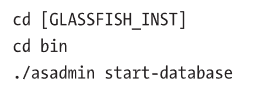 cd [GLASSFISH_INST]
cd bin
./asadmin start-database